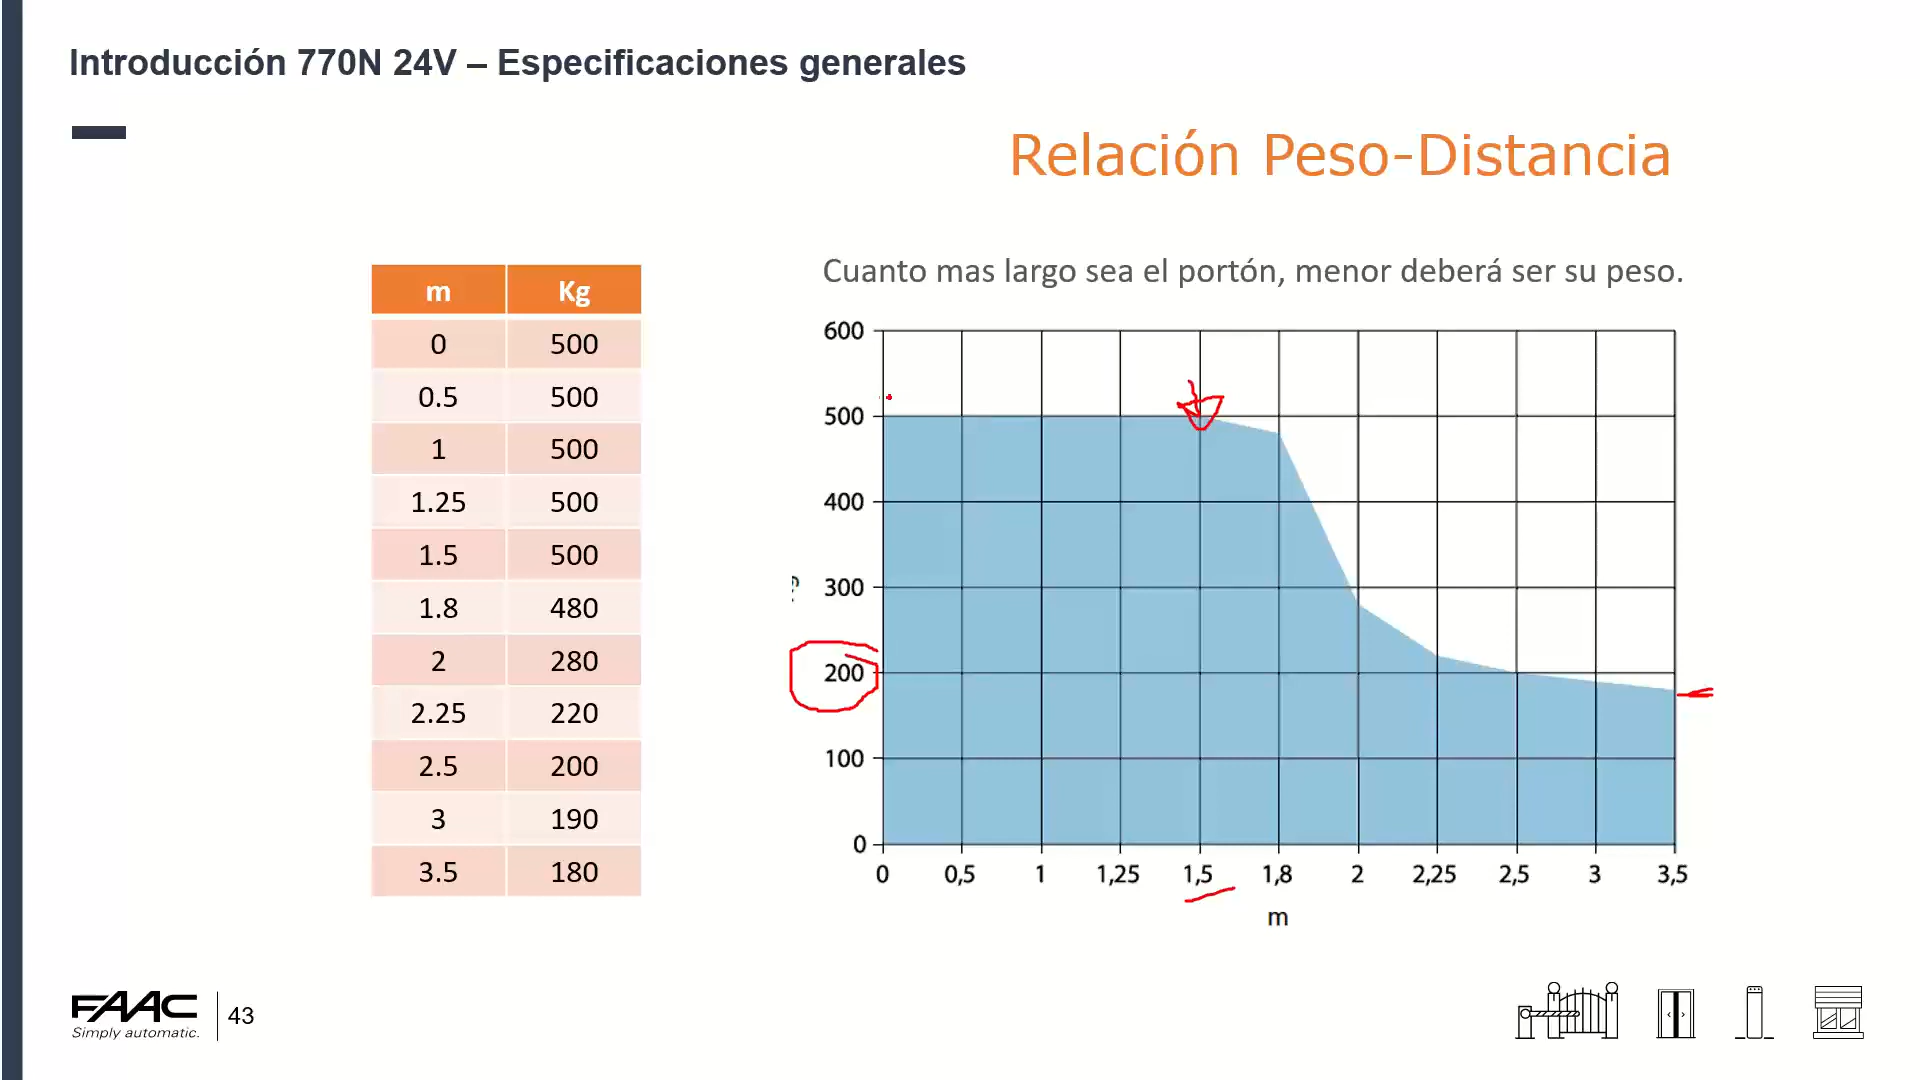 Introducción 770N 24V – Especificaciones generales
Relación Peso-Distancia
m Kg
0 500
0.5 500
1 500
1.25 500
1.5 500
1.8 480
2 280
2.25 220
2.5 200
3 190
3.5 180
Cuanto mas largo sea el portón, menor deberá ser su peso.
600
500
400
300
200
100
0
0 0,5 1 1,25 1,5 1,8 2 2,25 2,5 3 3,5
m
FAAC
Simply automatic.
43